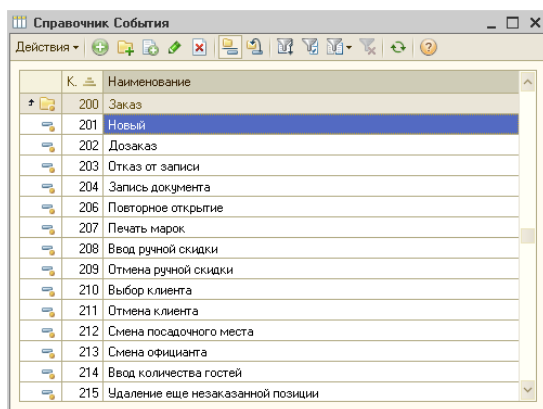 Справочник События
Действия
К. Наименование
200 Заказ
201 Новый
202 Дозаказ
203 Отказ от записи
204 Запись документа
206 Повторное открытие
207 Печать марок
208 Ввод ручной скидки
209 Отмена ручной скидки
210 Выбор клиента
211 Отмена клиента
212 Смена посадочного места
213 Смена официанта
214 Ввод количества гостей
215 Удаление еще незаказанной позиции